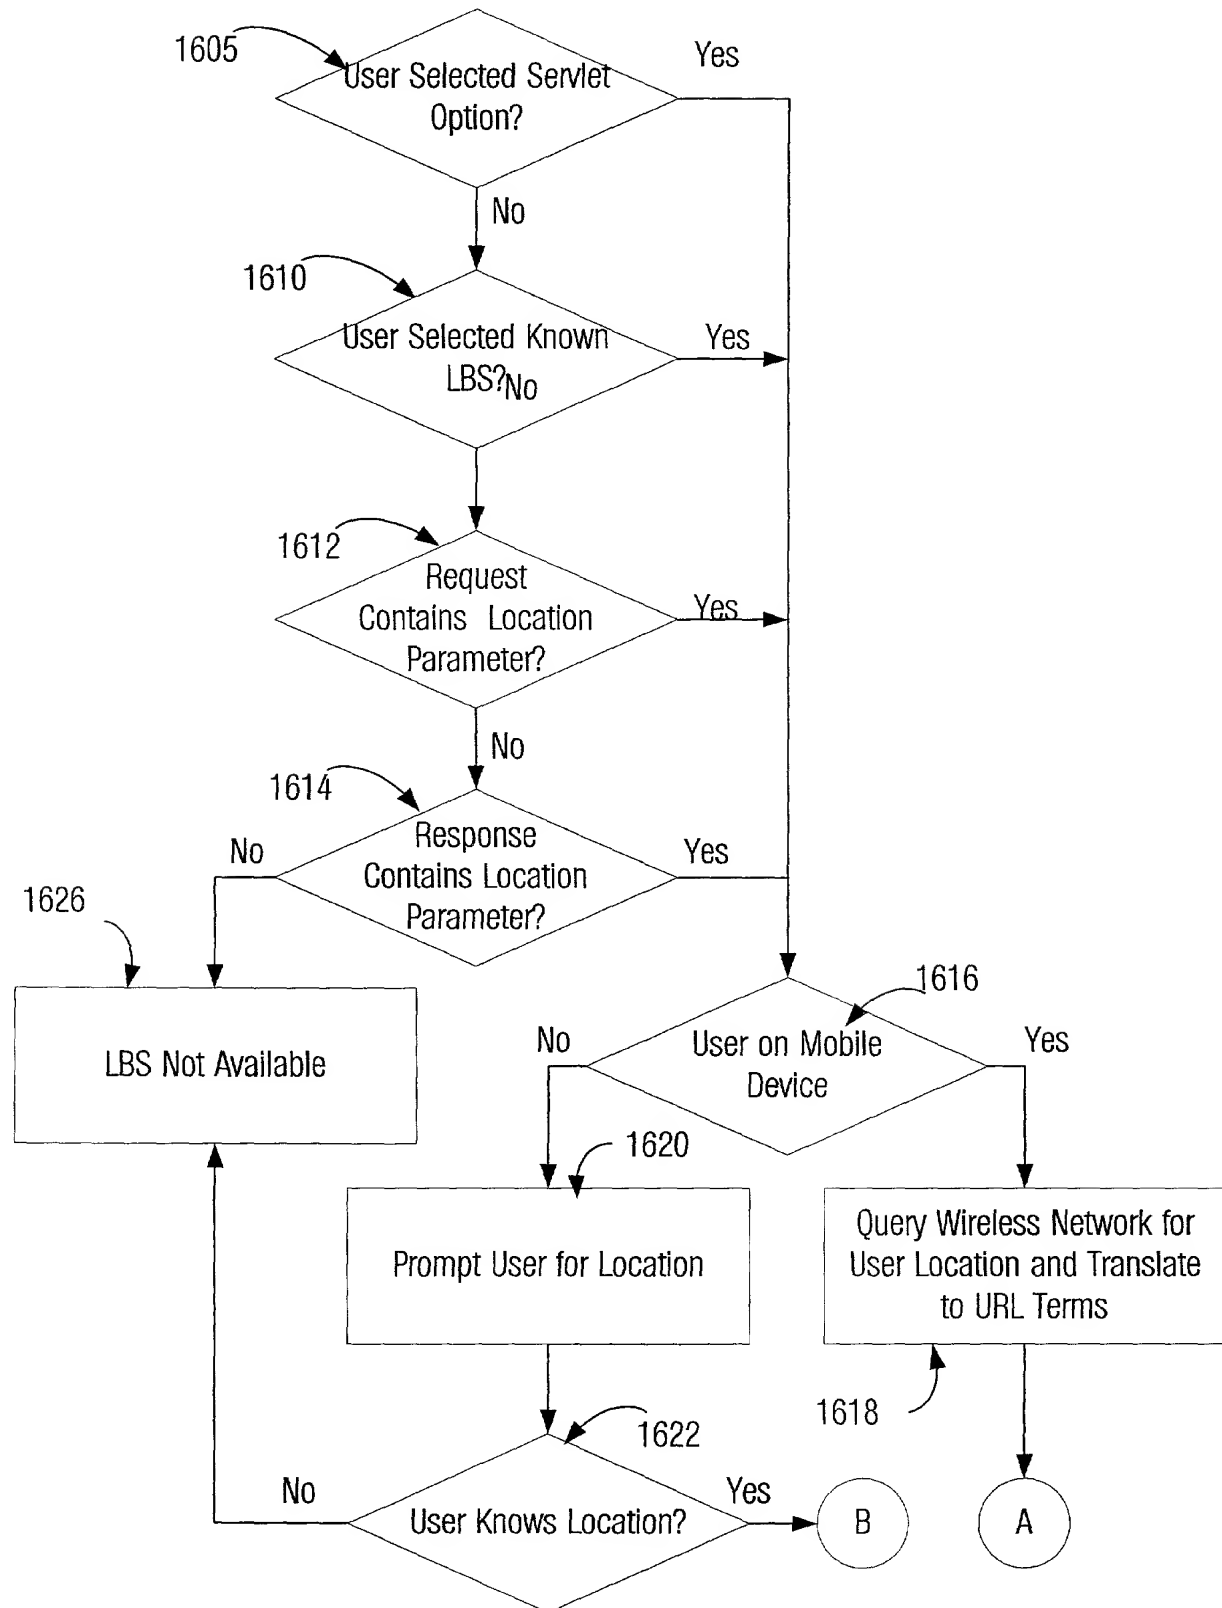 1605
Yes
User Selected Servlet
Option?
No
1610
User Selected Known
LBS?
No
Yes
1612
Request
Contains Location
Parameter?
Yes
No
1614
Response
Contains Location
Parameter?
No
Yes
1626
LBS Not Available
1616
User on Mobile
Device
No
Yes
1620
Prompt User for Location
Query Wireless Network for
User Location and Translate
to URL Terms
1618
1622
User Knows Location?
No
Yes
B
A